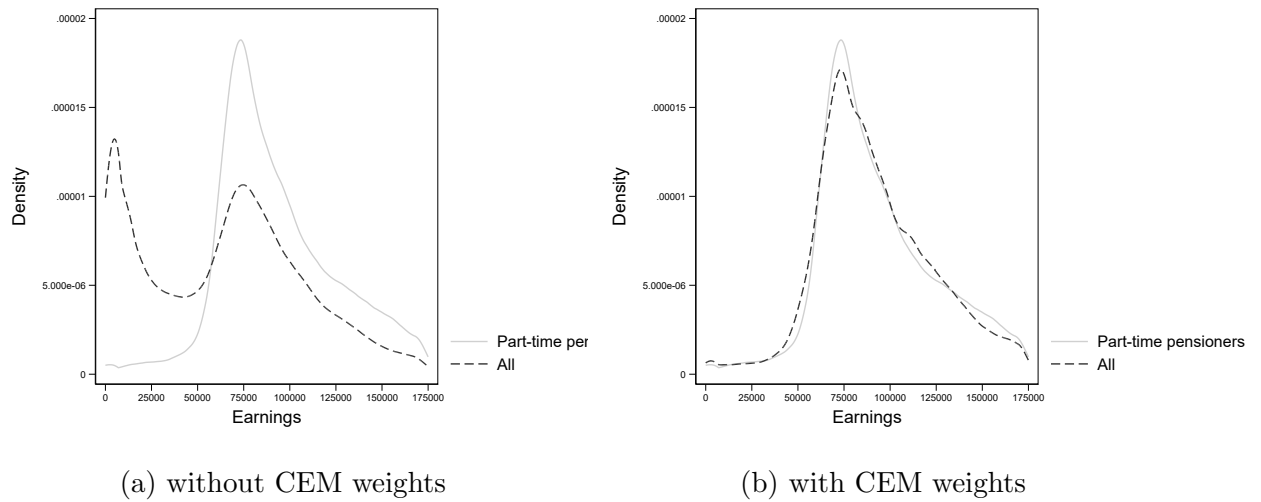 .00002
.000015
.00001
5.000e-06
0
Density
0 25000 50000 75000 100000 125000 150000 175000
Earnings
Part-time per
All
(a) without CEM weights
.00002
.000015
.00001
5.000e-06
0
Density
0 25000 50000 75000 100000 125000 150000 175000
Earnings
Part-time pensioners
All
(b) with CEM weights